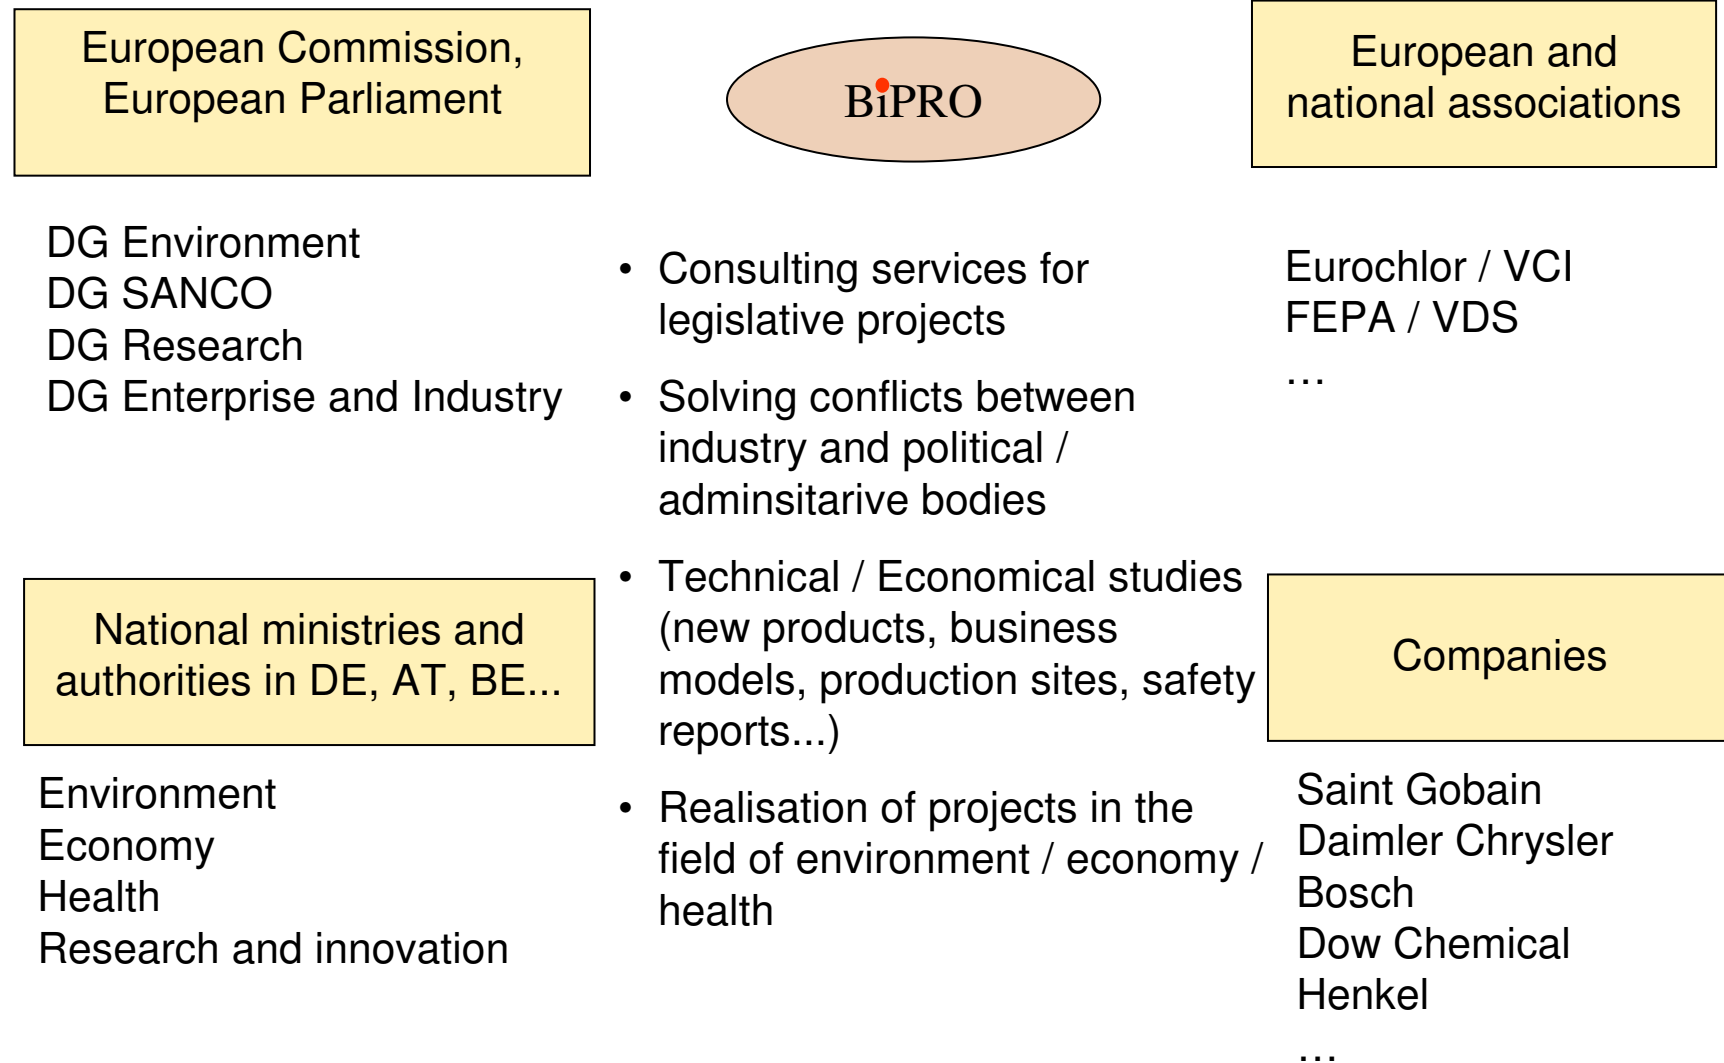 European Commission,
European Parliament
DG Environment
DG SANCO
DG Research
DG Enterprise and Industry
National ministries and
authorities in DE, AT, BE...
Environment
Economy
Health
Research and innovation
BiPRO
• Consulting services for
legislative projects
• Solving conflicts between
industry and political /
adminsitarive bodies
• Technical / Economical studies
(new products, business
models, production sites, safety
reports...)
• Realisation of projects in the
field of environment / economy /
health
European and
national associations
Eurochlor / VCI
FEPA / VDS
…
Companies
Saint Gobain
Daimler Chrysler
Bosch
Dow Chemical
Henkel
...